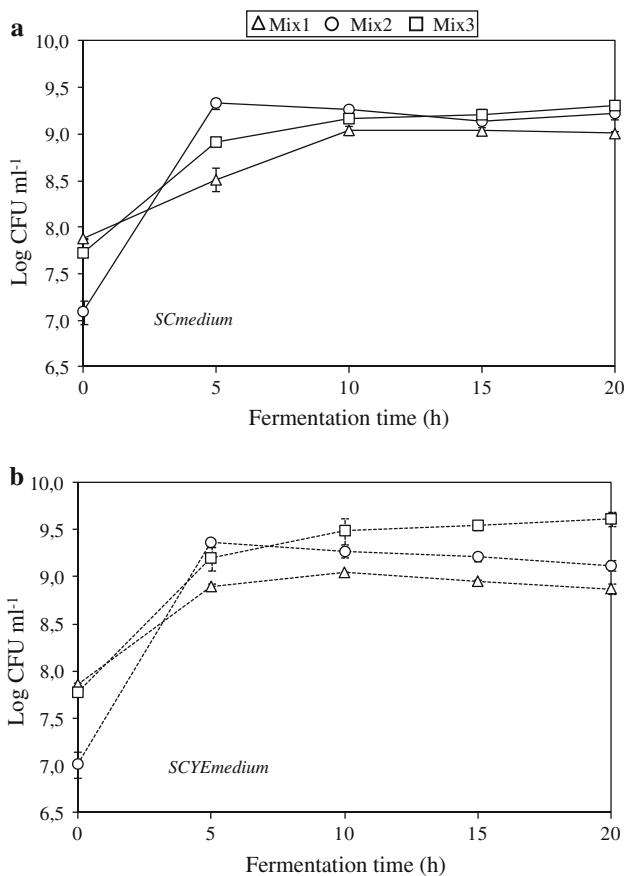 a
Mix1 Mix2 Mix3
10,0
9,5
9,0
8,5
8,0
7,5
7,0
6,5
Log CFU ml-1
SCmedium
0 5 10 15 20
Fermentation time (h)
b
10,0
9,5
9,0
8,5
8,0
7,5
7,0
6,5
Log CFU ml-1
SCYEmedium
0 5 10 15 20
Fermentation time (h)